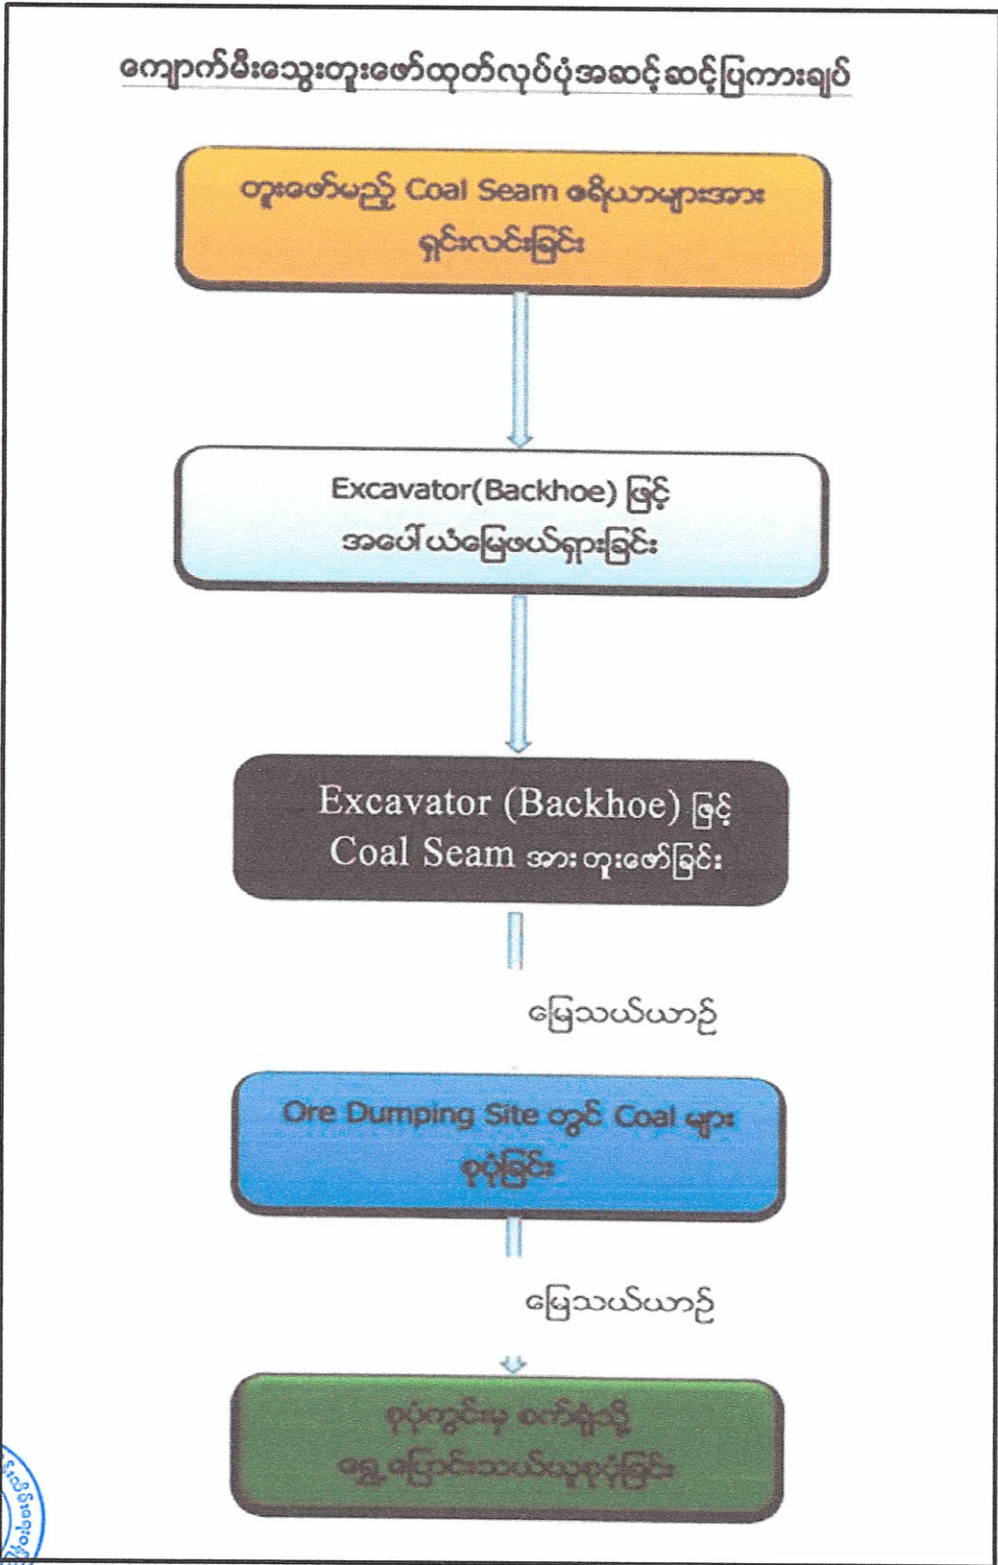 ကျောက်မီးသွေးတူးဖော်ထုတ်လုပ်ပုံအဆင့်ဆင့်ပြကားချပ်
တူးဖော်မည့် Coal Seam ဧရိယာများအား
ရှင်းလင်းခြင်း
Excavator(Backhoe) ဖြင့်
အပေါ်ယံမြေဖယ်ရှားခြင်း
Excavator (Backhoe) ဖြင့်
Coal Seam အား တူးဖော်ခြင်း
မြေသယ်ယာဉ်
Ore Dumping Site တွင် Coal များ
စုပုံခြင်း
မြေသယ်ယာဉ်
စုပုံကွင်းမှ စက်ရုံသို့
ရွှေ့ပြောင်းသယ်ယူစုပုံခြင်း